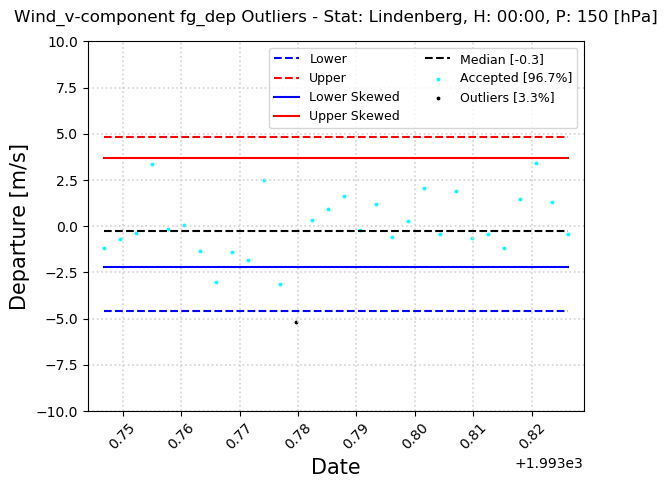 Wind_v-component fg_dep Outliers - Stat: Lindenberg, H: 00:00, P: 150 [hPa]
Departure [m/s]
10.0
7.5
5.0
2.5
0.0
−2.5
−5.0
−7.5
−10.0
Lower
Upper
Lower Skewed
Upper Skewed
Median [-0.3]
Accepted [96.7%]
Outliers [3.3%]
0.75
0.76
0.77
0.78
0.79
0.80
0.81
0.82
+1.993e3
Date